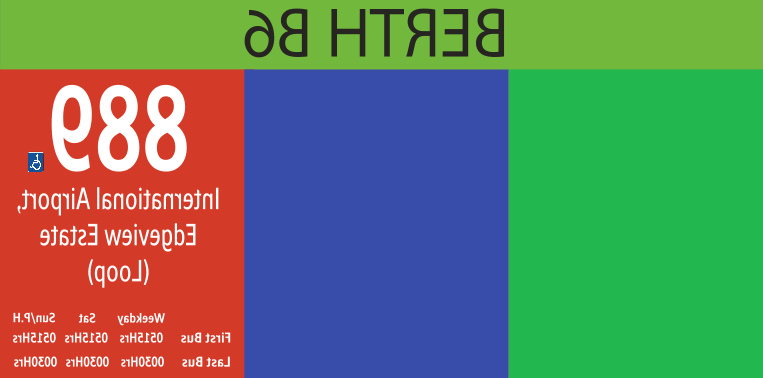 BERTH B6
889
International Airport,
Edgeview Estate
(Loop)
Weekday Sat Sun/P.H
First Bus 0515Hrs 0515Hrs 0515Hrs
Last Bus 0030Hrs 0030Hrs 0030Hrs